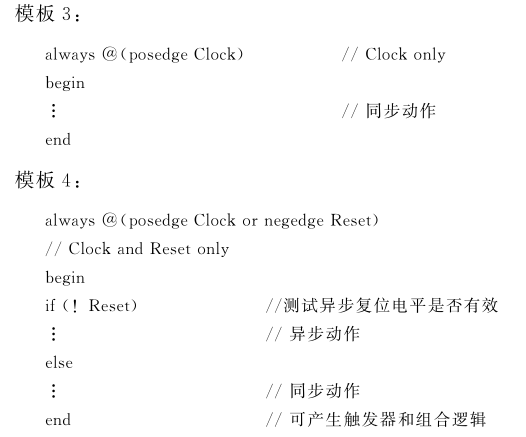 模板 3：
always @(posedge Clock) // Clock only
begin
⋮ // 同步动作
end
模板 4：
always @(posedge Clock or negedge Reset)
// Clock and Reset only
begin
if (! Reset) //测试异步复位电平是否有效
⋮ // 异步动作
else
⋮ // 同步动作
end // 可产生触发器和组合逻辑